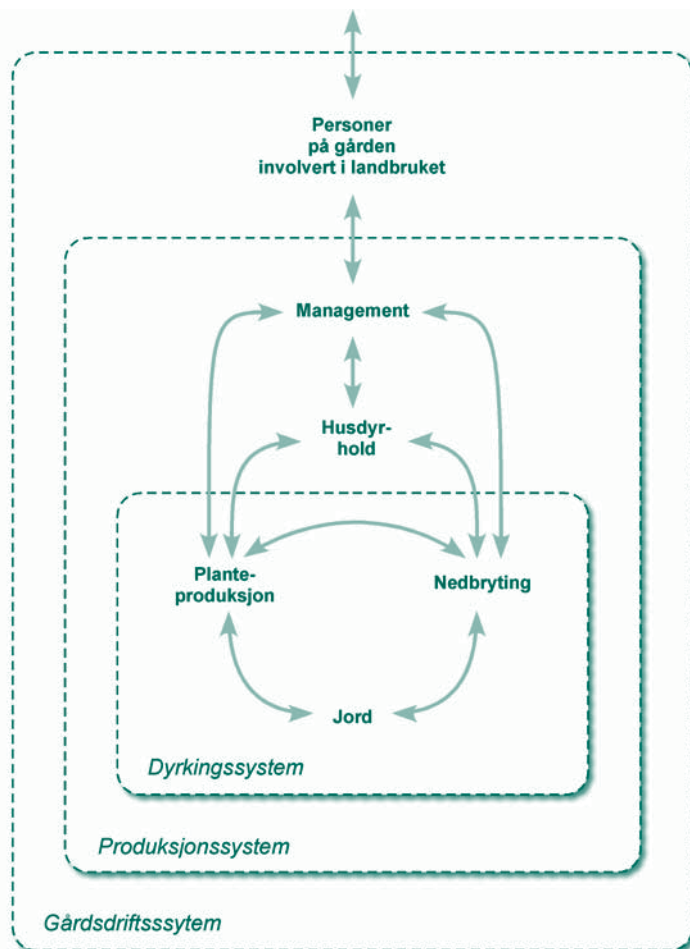 Personer
på gården
involvert i landbruket
Management
Husdyr-
hold
Plante-
produksjon
Nedbryting
Jord
Dyrkingssystem
Produksjonssystem
Gårdsdriftsssytem